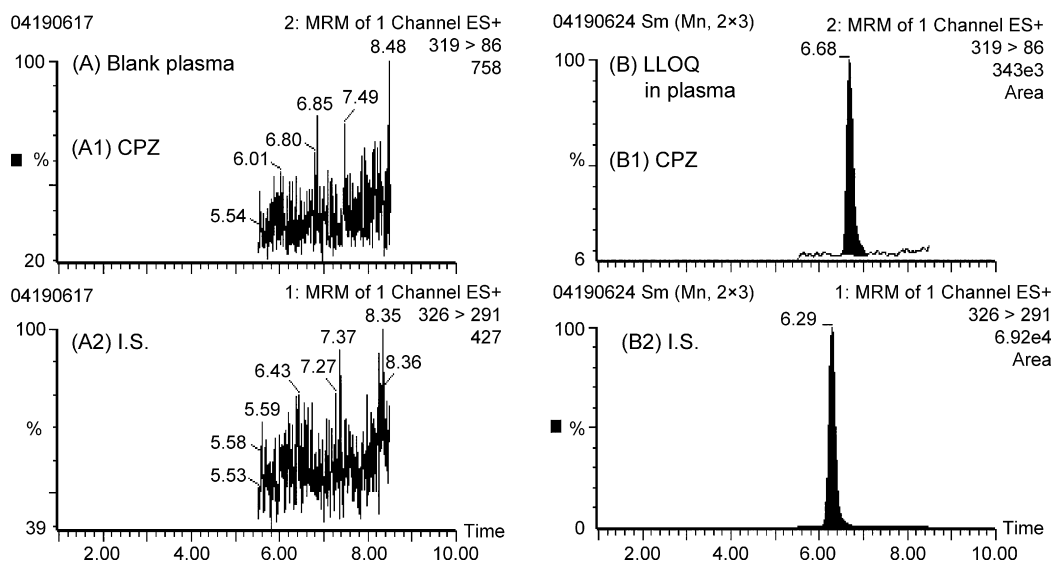 04190617
2: MRM of 1 Channel ES+
319 > 86
758
(A) Blank plasma
(A1) CPZ
8.48
7.49
6.85
6.80
6.01
5.54
100
%
20
04190624 Sm (Mn, 2×3)
2: MRM of 1 Channel ES+
319 > 86
343e3
Area
(B) LLOQ
in plasma
(B1) CPZ
6.68
100
%
6
04190617
1: MRM of 1 Channel ES+
326 > 291
427
(A2) I.S.
8.35
7.37
8.36
7.27
6.43
5.59
5.58
5.53
100
%
39
Time
2.00 4.00 6.00 8.00 10.00
04190624 Sm (Mn, 2×3)
1: MRM of 1 Channel ES+
326 > 291
6.92e4
Area
(B2) I.S.
6.29
100
%
0
Time
2.00 4.00 6.00 8.00 10.00